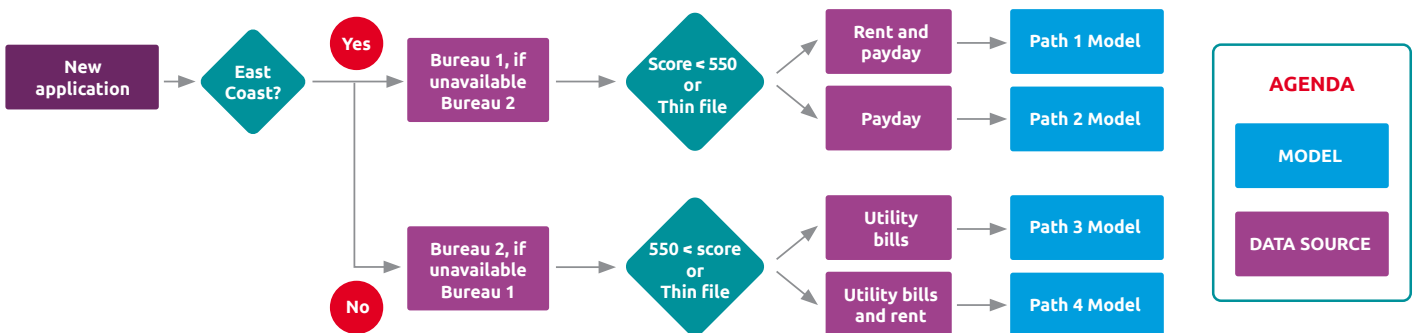 New
application
East
Coast?
Yes
Bureau 1, if
unavailable
Bureau 2
Score < 550
or
Thin file
Rent and
payday
Path 1 Model
Payday
Path 2 Model
No
Bureau 2, if
unavailable
Bureau 1
550 < score
or
Thin file
Utility
bills
Path 3 Model
Utility bills
and rent
Path 4 Model
AGENDA
MODEL
DATA SOURCE